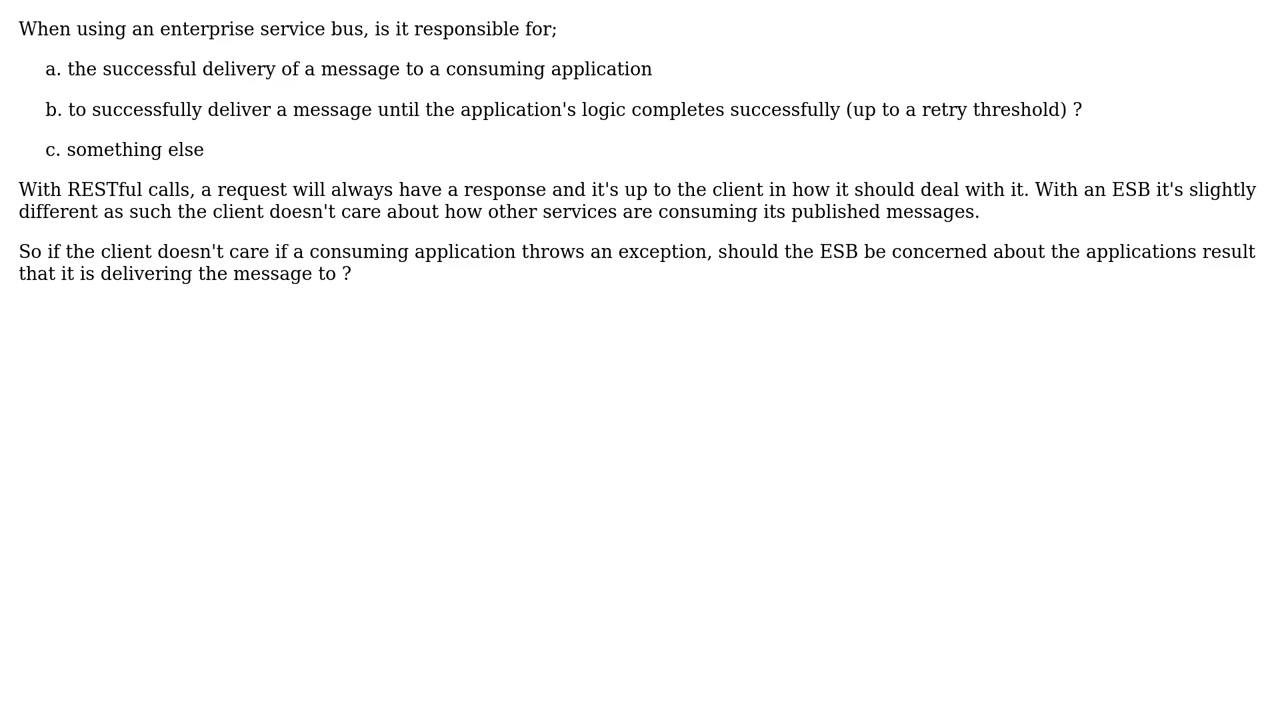 When using an enterprise service bus, is it responsible for;
a. the successful delivery of a message to a consuming application
b. to successfully deliver a message until the application's logic completes successfully (up to a retry threshold) ?
c. something else
With RESTful calls, a request will always have a response and it's up to the client in how it should deal with it. With an ESB it's slightly
different as such the client doesn't care about how other services are consuming its published messages.
So if the client doesn't care if a consuming application throws an exception, should the ESB be concerned about the applications result
that it is delivering the message to ?